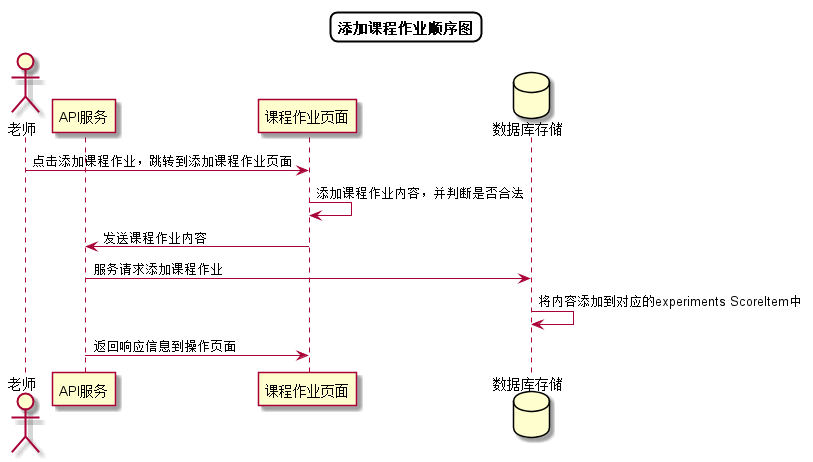 添加课程作业顺序图
老师
API服务
课程作业页面
数据库存储
点击添加课程作业，跳转到添加课程作业页面
添加课程作业内容，并判断是否合法
发送课程作业内容
服务请求添加课程作业
将内容添加到对应的experiments ScoreItem中
返回响应信息到操作页面
老师
API服务
课程作业页面
数据库存储